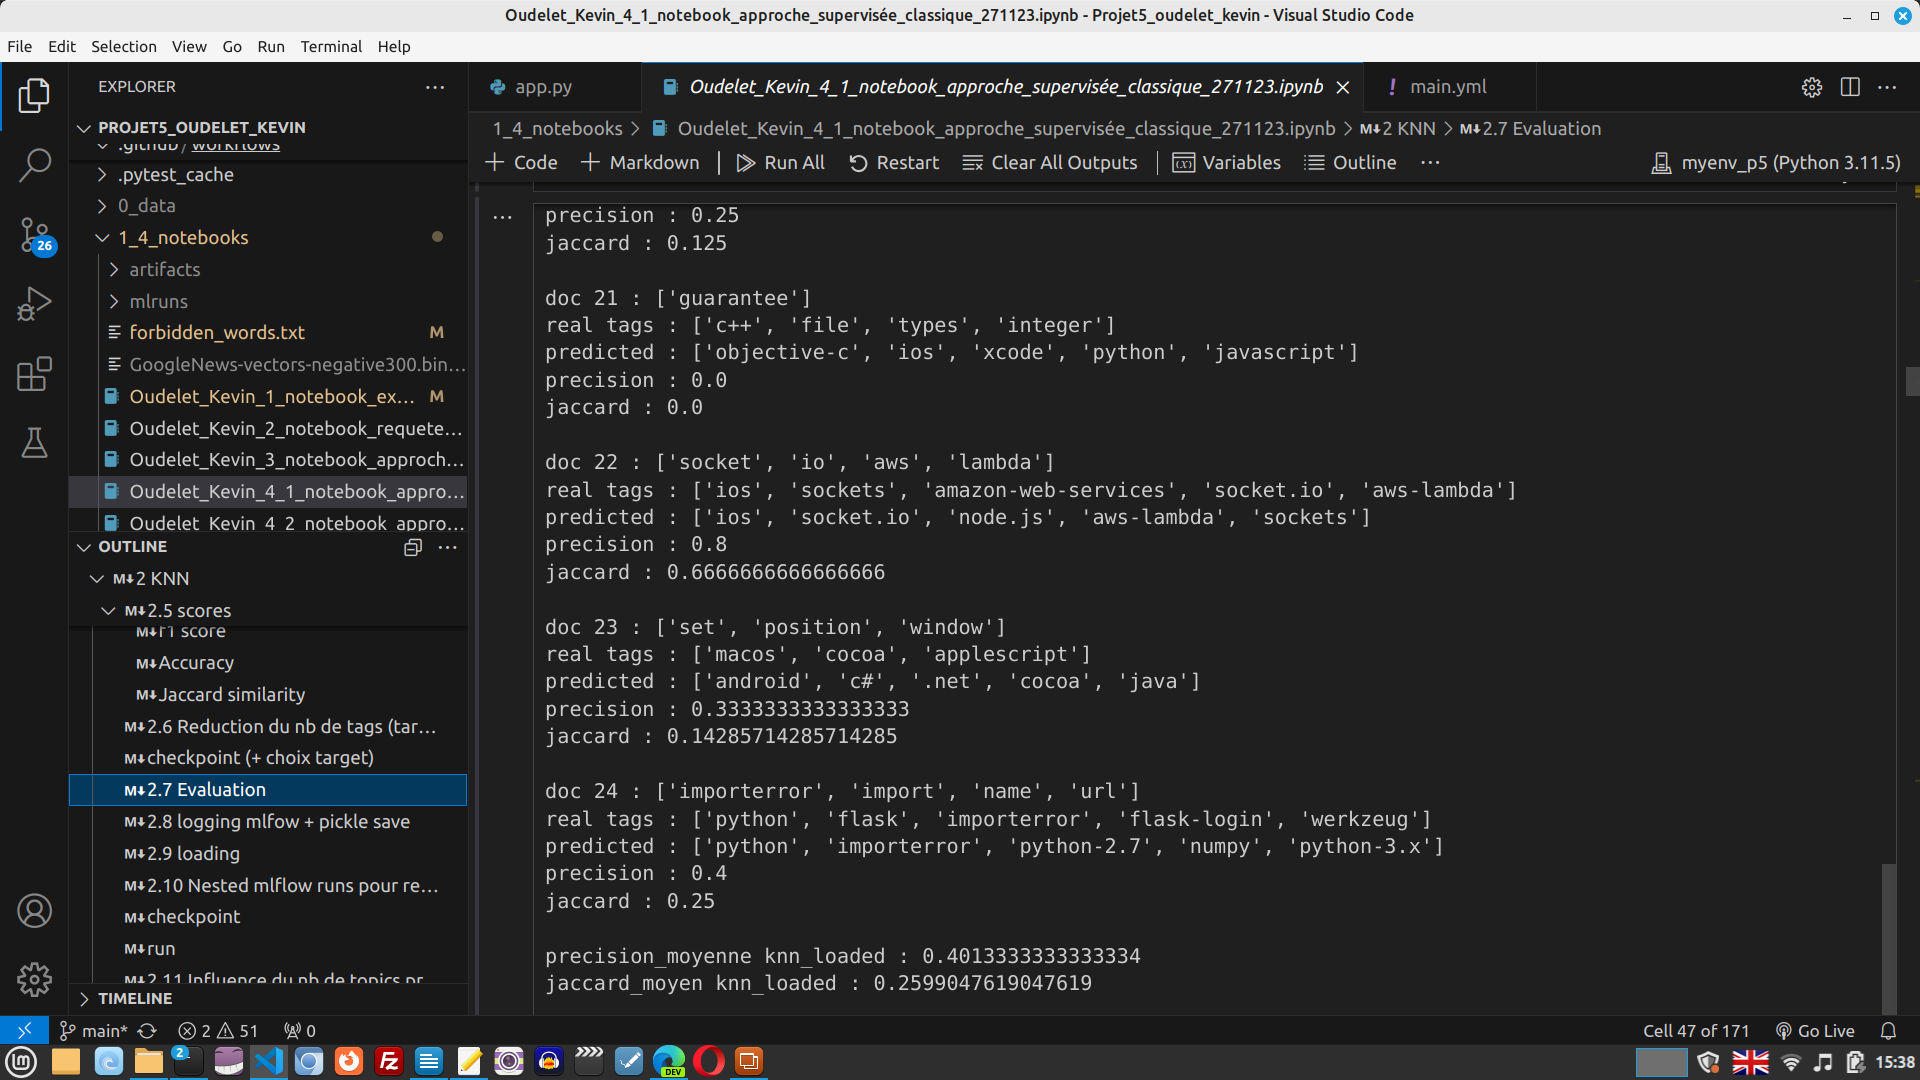 Oudelet_Kevin_4_1_notebook_approche_supervisée_classique_271123.ipynb - Projet5_oudelet_kevin - Visual Studio Code
File Edit Selection View Go Run Terminal Help
EXPLORER
PROJET5_OUDELET_KEVIN
.github / workflows
.pytest_cache
0_data
1_4_notebooks
artifacts
mlruns
forbidden_words.txt M
GoogleNews-vectors-negative300.bin...
Oudelet_Kevin_1_notebook_ex... M
Oudelet_Kevin_2_notebook_requete...
Oudelet_Kevin_3_notebook_approch...
Oudelet_Kevin_4_1_notebook_appro...
Oudelet_Kevin_4_2_notebook_appro...
OUTLINE
M↓2 KNN
M↓2.5 scores
M↓F1 score
M↓Accuracy
M↓Jaccard similarity
M↓2.6 Reduction du nb de tags (tar...
M↓checkpoint (+ choix target)
M↓2.7 Evaluation
M↓2.8 logging mlfow + pickle save
M↓2.9 loading
M↓2.10 Nested mlflow runs pour re...
M↓checkpoint
M↓run
M↓2.11 Influence du nb de topics pr...
TIMELINE
26
app.py
Oudelet_Kevin_4_1_notebook_approche_supervisée_classique_271123.ipynb
! main.yml
1_4_notebooks > Oudelet_Kevin_4_1_notebook_approche_supervisée_classique_271123.ipynb > M↓2 KNN > M↓2.7 Evaluation
+ Code + Markdown | Run All Restart Clear All Outputs | Variables Outline ... myenv_p5 (Python 3.11.5)
precision : 0.25
jaccard : 0.125
doc 21 : ['guarantee']
real tags : ['c++', 'file', 'types', 'integer']
predicted : ['objective-c', 'ios', 'xcode', 'python', 'javascript']
precision : 0.0
jaccard : 0.0
doc 22 : ['socket', 'io', 'aws', 'lambda']
real tags : ['ios', 'sockets', 'amazon-web-services', 'socket.io', 'aws-lambda']
predicted : ['ios', 'socket.io', 'node.js', 'aws-lambda', 'sockets']
precision : 0.8
jaccard : 0.6666666666666666
doc 23 : ['set', 'position', 'window']
real tags : ['macos', 'cocoa', 'applescript']
predicted : ['android', 'c#', '.net', 'cocoa', 'java']
precision : 0.3333333333333333
jaccard : 0.14285714285714285
doc 24 : ['importerror', 'import', 'name', 'url']
real tags : ['python', 'flask', 'importerror', 'flask-login', 'werkzeug']
predicted : ['python', 'importerror', 'python-2.7', 'numpy', 'python-3.x']
precision : 0.4
jaccard : 0.25
precision_moyenne knn_loaded : 0.40133333333333334
jaccard_moyen knn_loaded : 0.2599047619047619
main* 2 51 0
Cell 47 of 171 Go Live
2
DEV
15:38